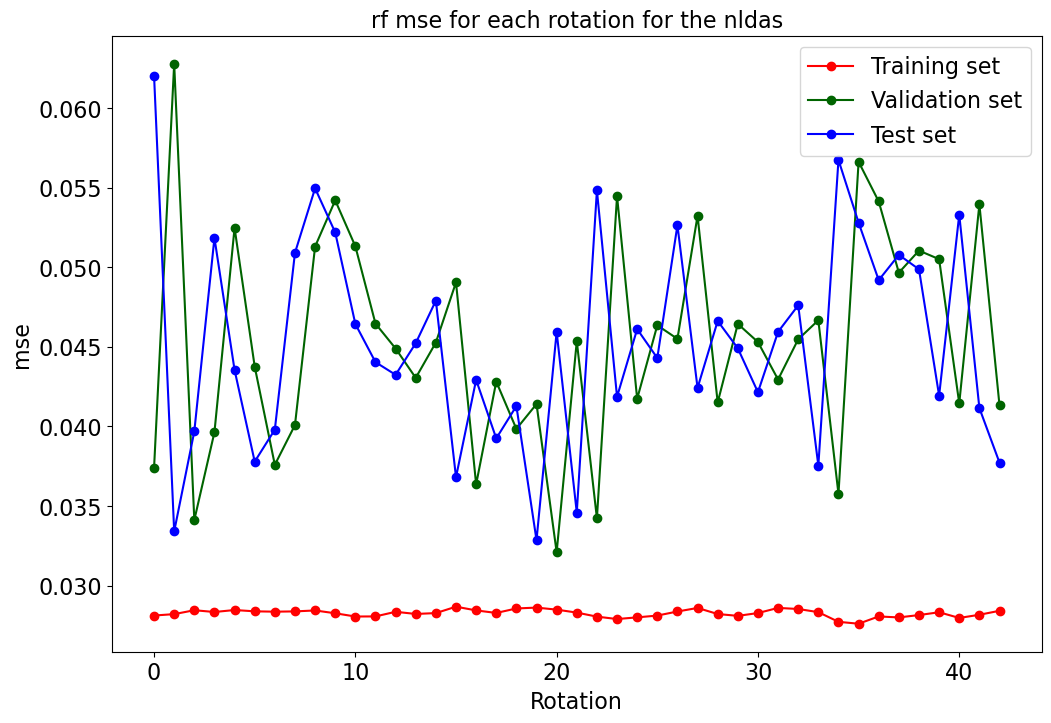 rf mse for each rotation for the nldas
Training set
Validation set
Test set
mse
0.060
0.055
0.050
0.045
0.040
0.035
0.030
0 10 20 30 40
Rotation